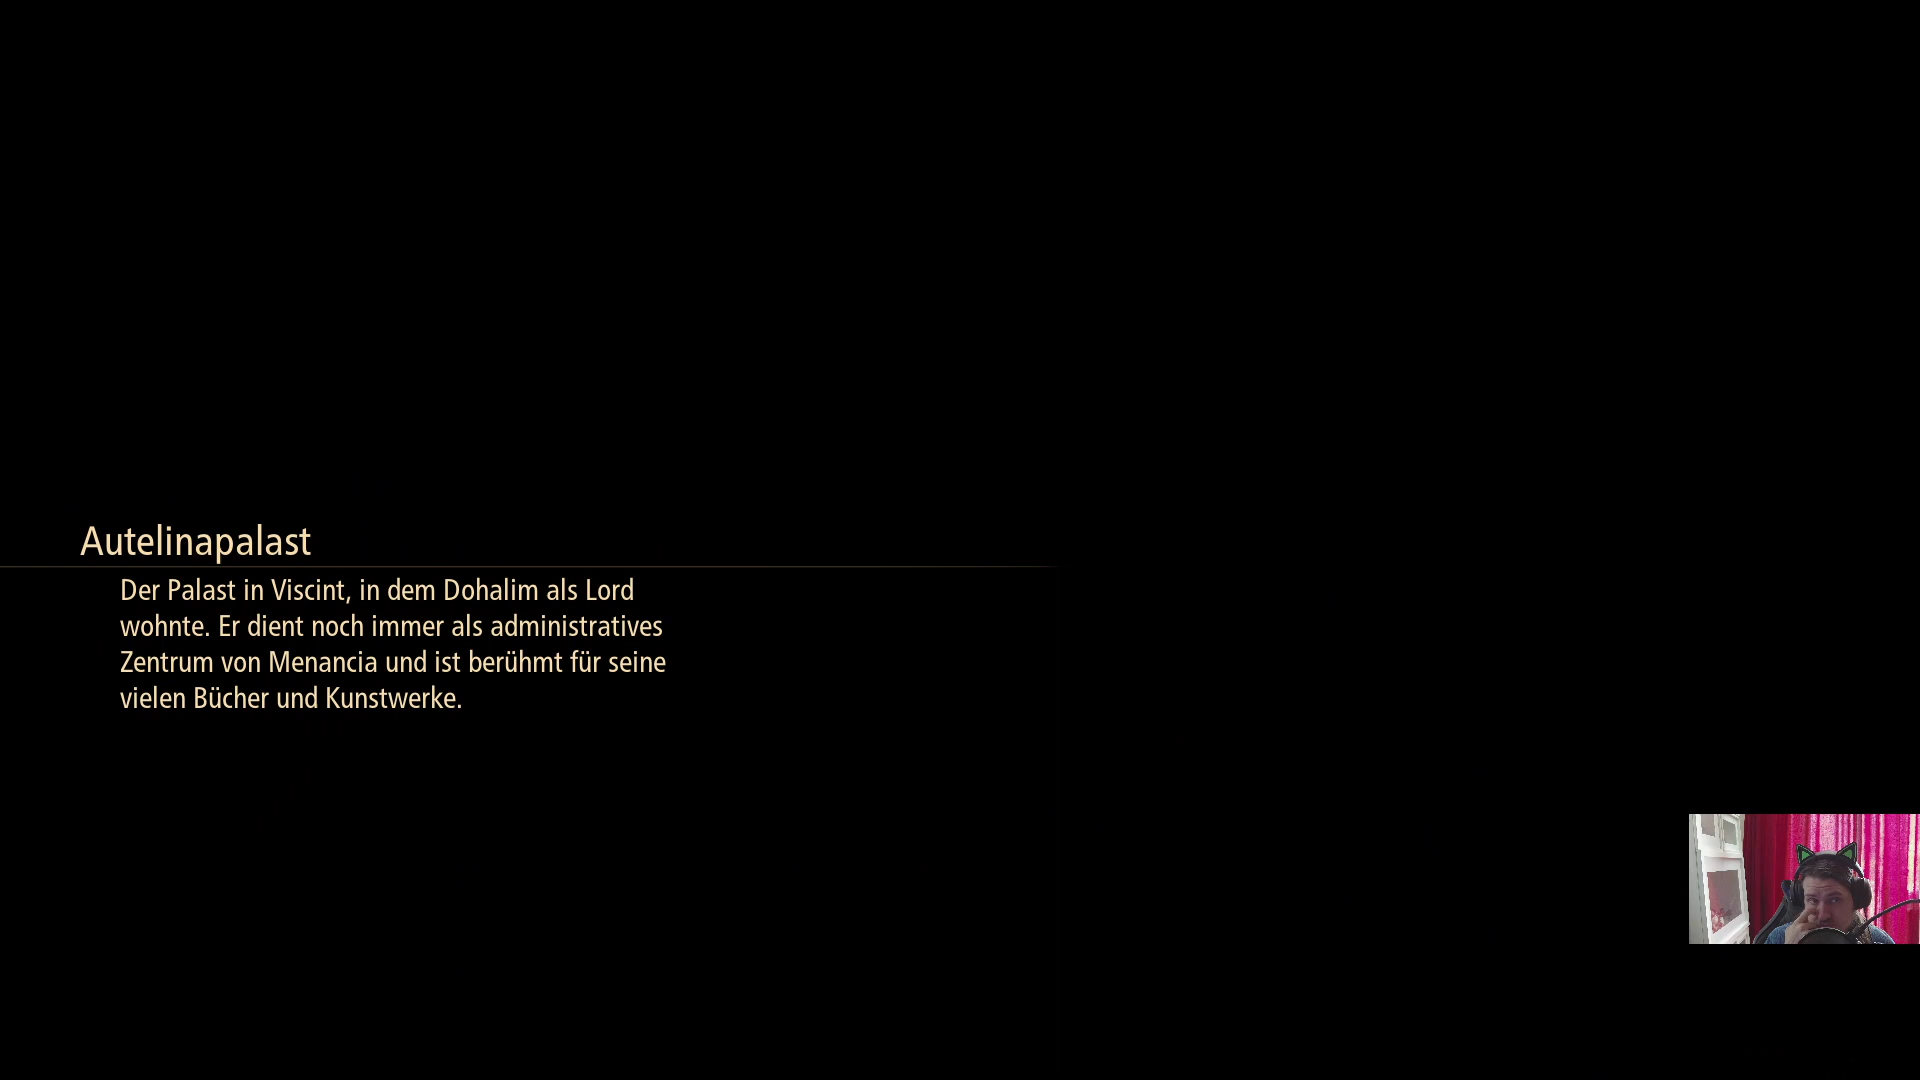 Autelinapalast
Der Palast in Viscint, in dem Dohalim als Lord
wohnte. Er dient noch immer als administratives
Zentrum von Menancia und ist berühmt für seine
vielen Bücher und Kunstwerke.